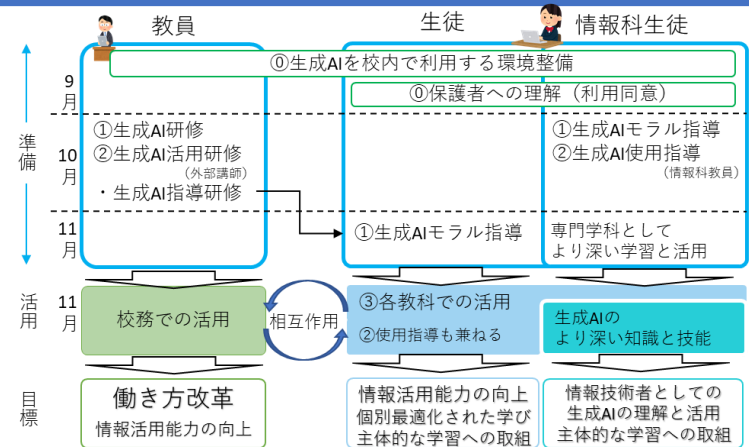 教員
生徒
情報科生徒
準備
9月
⓪生成AIを校内で利用する環境整備
⓪保護者への理解（利用同意）
10月
①生成AI研修
②生成AI活用研修
(外部講師)
・生成AI指導研修
①生成AIモラル指導
②生成AI使用指導
(情報科教員)
11月
①生成AIモラル指導
専門学科として
より深い学習と活用
活用
11月
校務での活用
相互作用
③各教科での活用
②使用指導も兼ねる
生成AIの
より深い知識と技能
目標
働き方改革
情報活用能力の向上
情報活用能力の向上
個別最適化された学び
主体的な学習への取組
情報技術者としての
生成AIの理解と活用
主体的な学習への取組